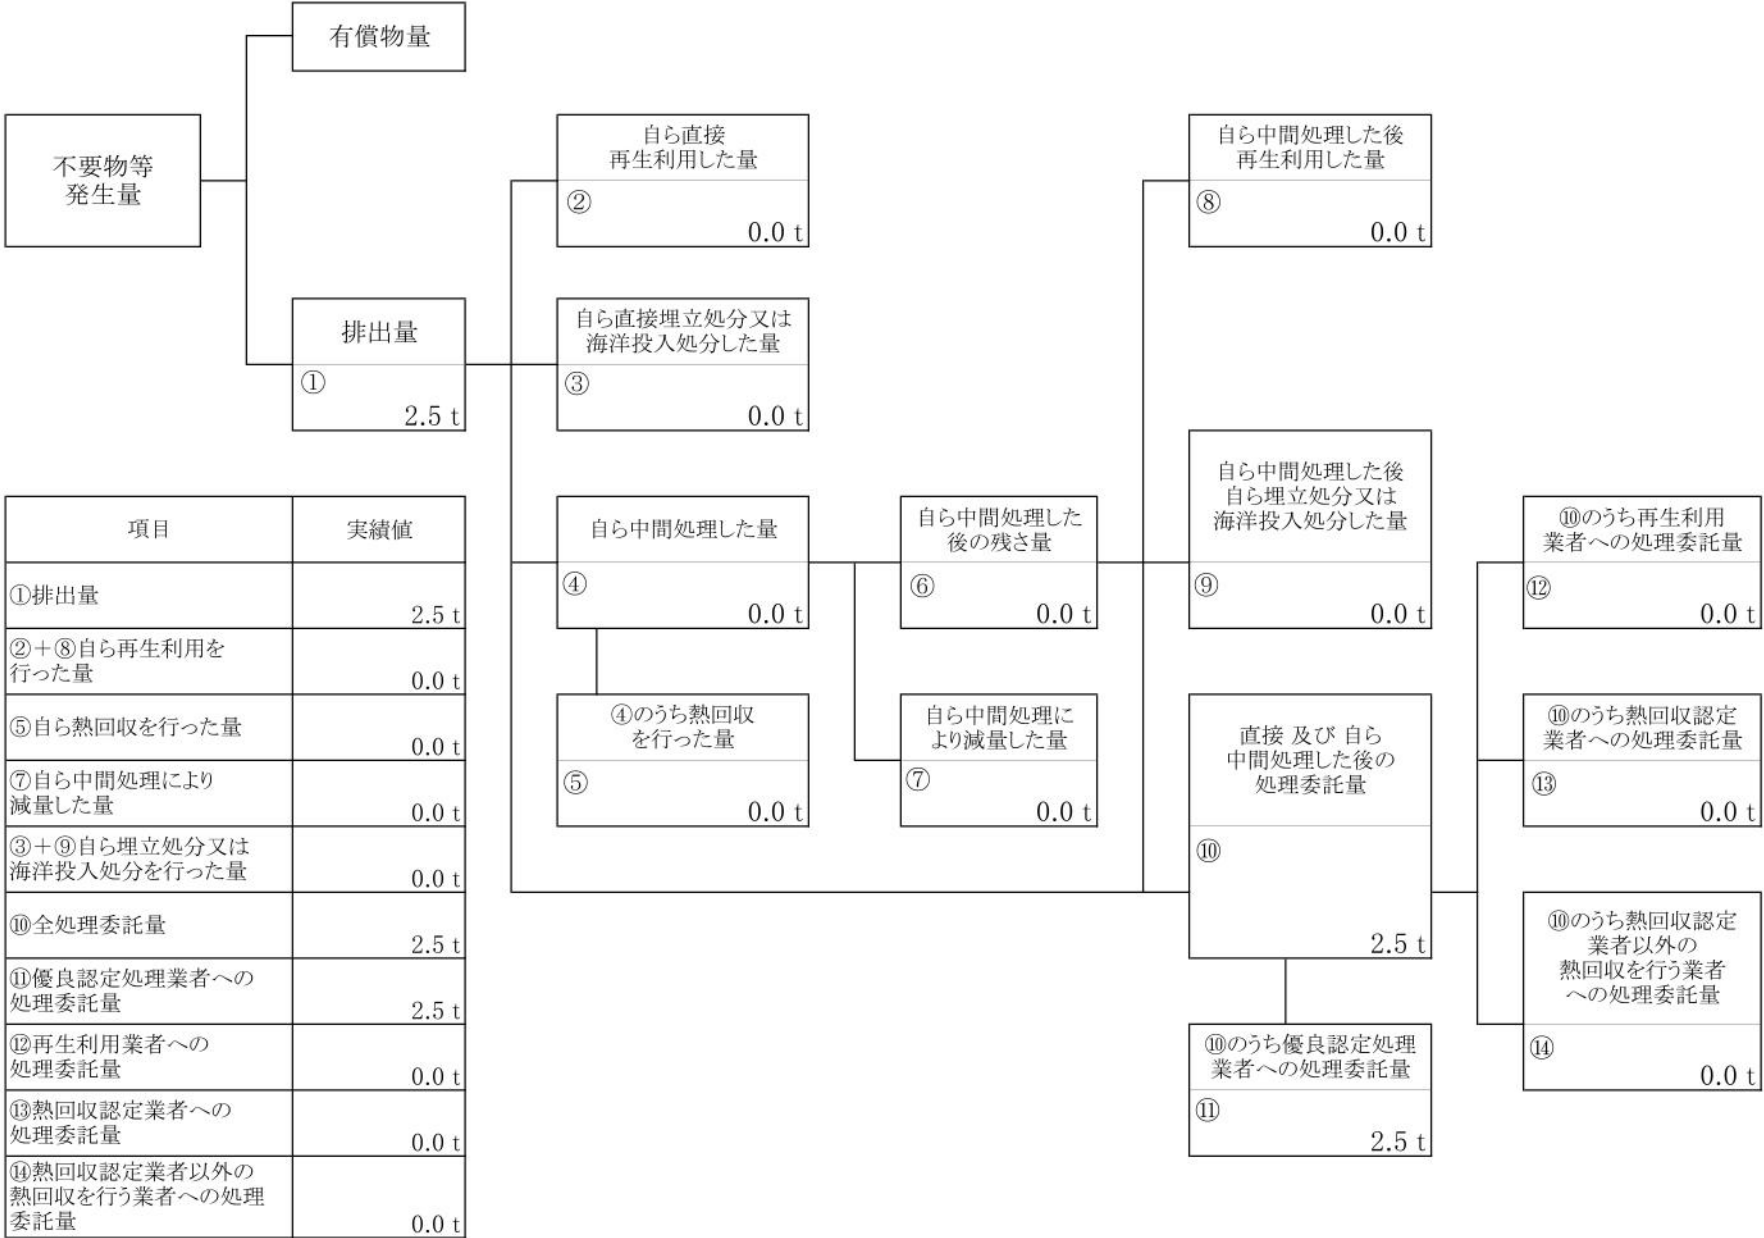 有償物量
不要物等
発生量
排出量
①
2.5 t
自ら直接
再生利用した量
②
0.0 t
自ら直接埋立処分又は
海洋投入処分した量
③
0.0 t
自ら中間処理した量
④
0.0 t
④のうち熱回収
を行った量
⑤
0.0 t
自ら中間処理した
後の残さ量
⑥
0.0 t
自ら中間処理に
より減量した量
⑦
0.0 t
自ら中間処理した後
再生利用した量
⑧
0.0 t
自ら中間処理した後
自ら埋立処分又は
海洋投入処分した量
⑨
0.0 t
直接 及び 自ら
中間処理した後の
処理委託量
⑩
2.5 t
⑩のうち優良認定処理
業者への処理委託量
⑪
2.5 t
⑩のうち再生利用
業者への処理委託量
⑫
0.0 t
⑩のうち熱回収認定
業者への処理委託量
⑬
0.0 t
⑩のうち熱回収認定
業者以外の
熱回収を行う業者
への処理委託量
⑭
0.0 t
項目
実績値
①排出量
2.5 t
②＋⑧自ら再生利用を
行った量
0.0 t
⑤自ら熱回収を行った量
0.0 t
⑦自ら中間処理により
減量した量
0.0 t
③＋⑨自ら埋立処分又は
海洋投入処分を行った量
0.0 t
⑩全処理委託量
2.5 t
⑪優良認定処理業者への
処理委託量
2.5 t
⑫再生利用業者への
処理委託量
0.0 t
⑬熱回収認定業者への
処理委託量
0.0 t
⑭熱回収認定業者以外の
熱回収を行う業者への処理
委託量
0.0 t